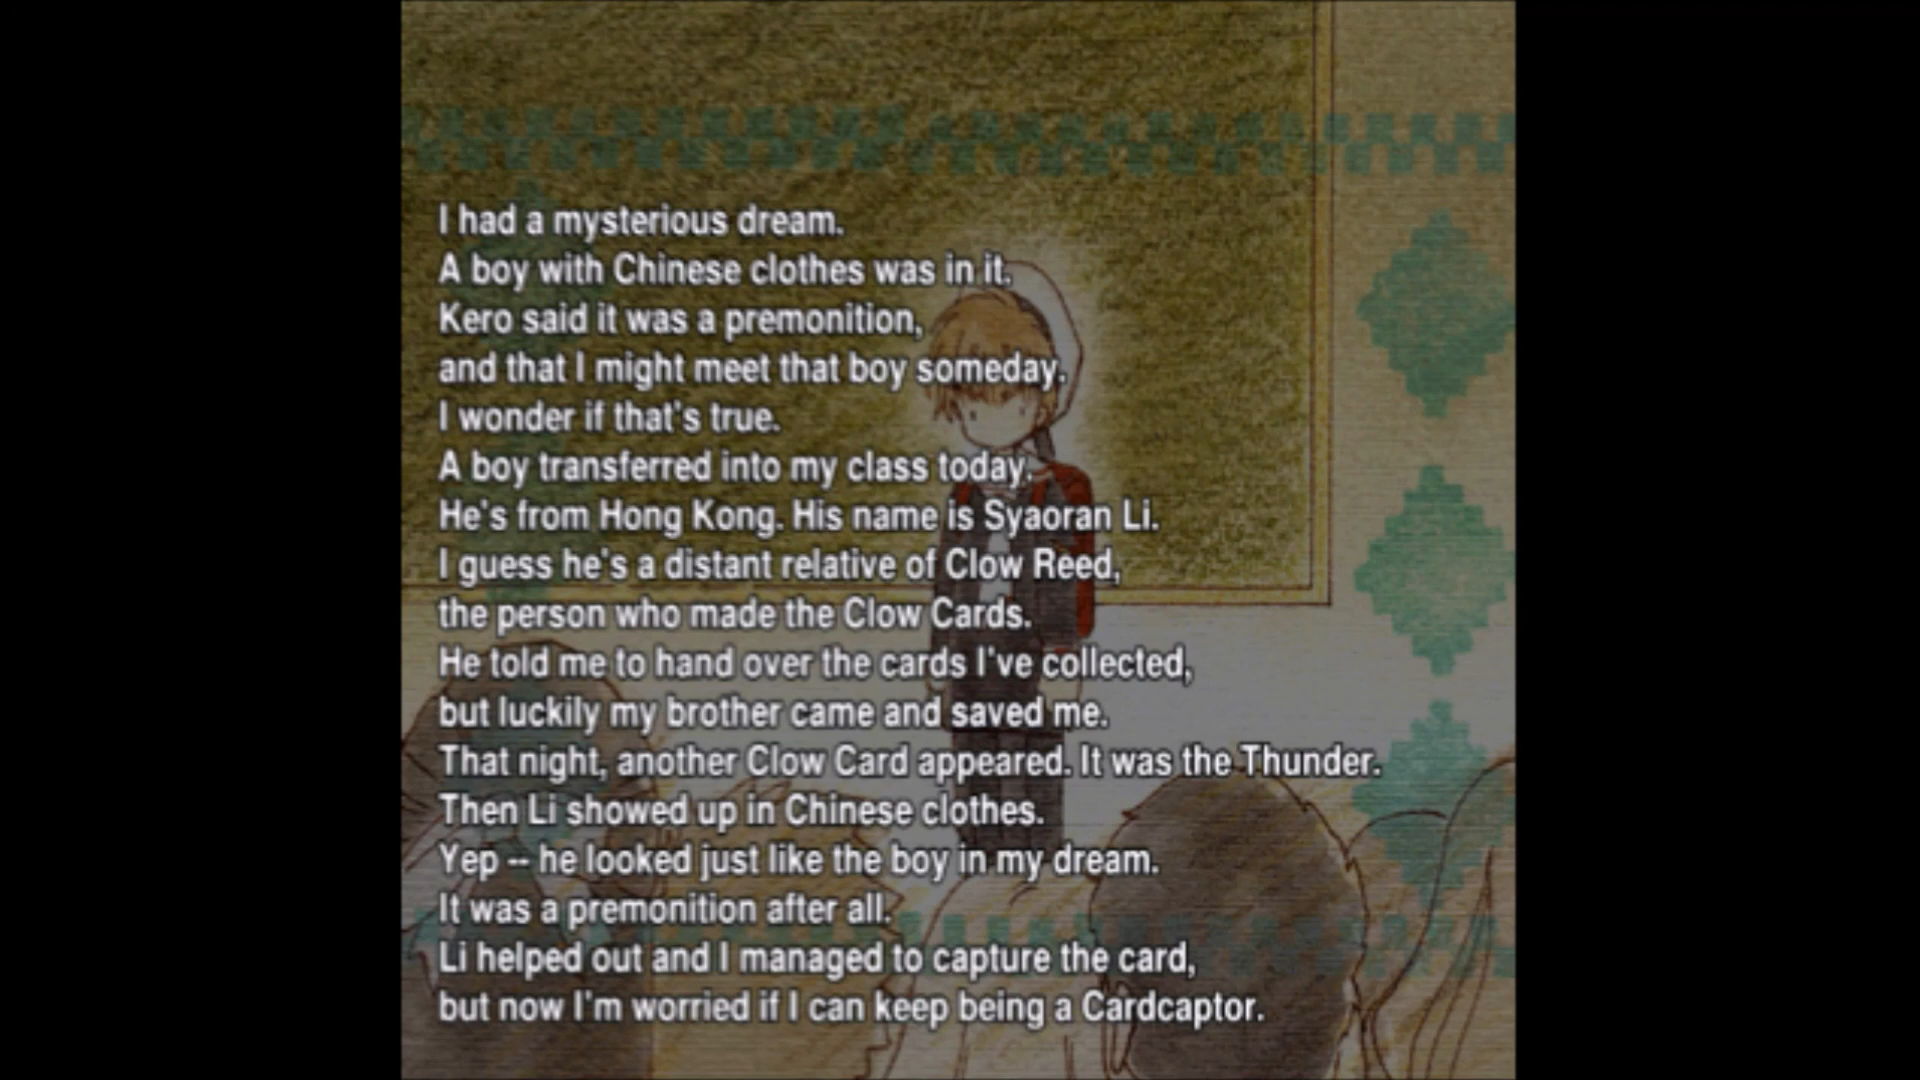 I had a mysterious dream.
A boy with Chinese clothes was in it.
Kero said it was a premonition,
and that I might meet that boy someday.
I wonder if that's true.
A boy transferred into my class today.
He's from Hong Kong. His name is Syaoran Li.
I guess he's a distant relative of Clow Reed,
the person who made the Clow Cards.
He told me to hand over the cards I've collected,
but luckily my brother came and saved me.
That night, another Clow Card appeared. It was the Thunder.
Then Li showed up in Chinese clothes.
Yep -- he looked just like the boy in my dream.
It was a premonition after all.
Li helped out and I managed to capture the card,
but now I'm worried if I can keep being a Cardcaptor.